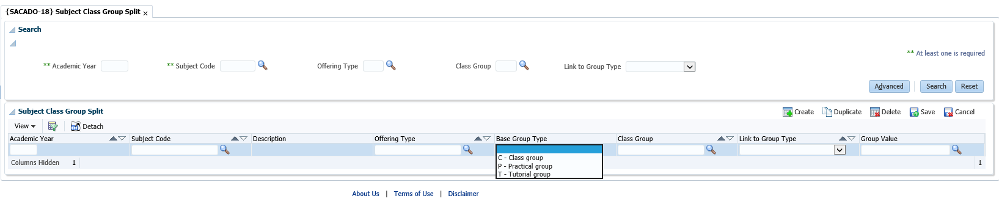 {SACADO-18} Subject Class Group Split x
Search
** At least one is required
** Academic Year ** Subject Code Offering Type Class Group Link to Group Type
Advanced Search Reset
Subject Class Group Split Create Duplicate Delete Save Cancel
View Detach
Academic Year Subject Code Description Offering Type Base Group Type Class Group Link to Group Type Group Value
C - Class group
Columns Hidden 1 1
P - Practical group
T - Tutorial group
About Us | Terms of Use | Disclaimer